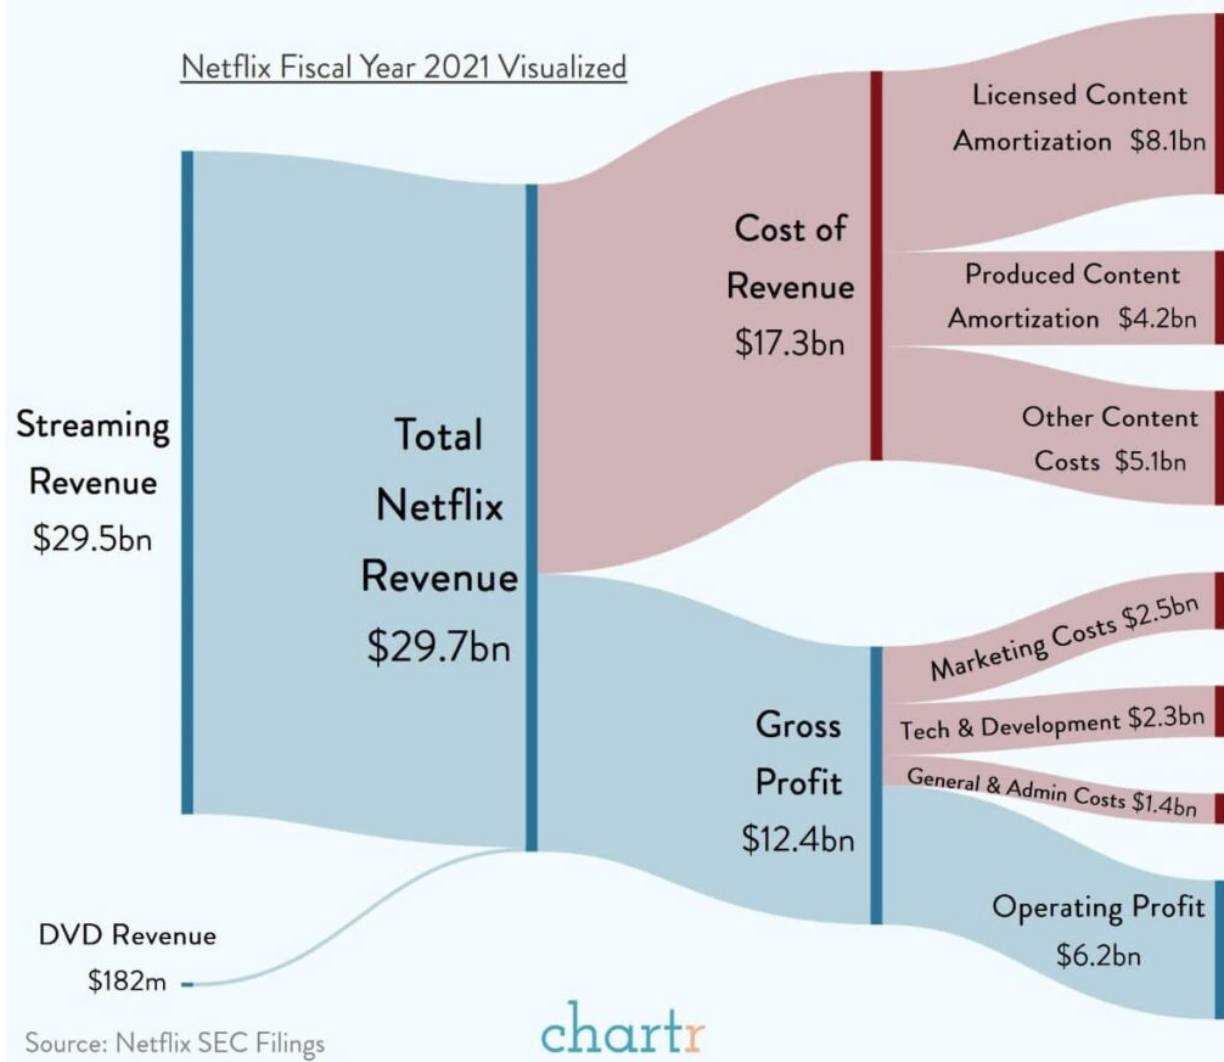 Netflix Fiscal Year 2021 Visualized
Streaming
Revenue
$29.5bn
DVD Revenue
$182m
Total
Netflix
Revenue
$29.7bn
Cost of
Revenue
$17.3bn
Gross
Profit
$12.4bn
Licensed Content
Amortization $8.1bn
Produced Content
Amortization $4.2bn
Other Content
Costs $5.1bn
Marketing Costs $2.5bn
Tech & Development $2.3bn
General & Admin Costs $1.4bn
Operating Profit
$6.2bn
Source: Netflix SEC Filings
chartr